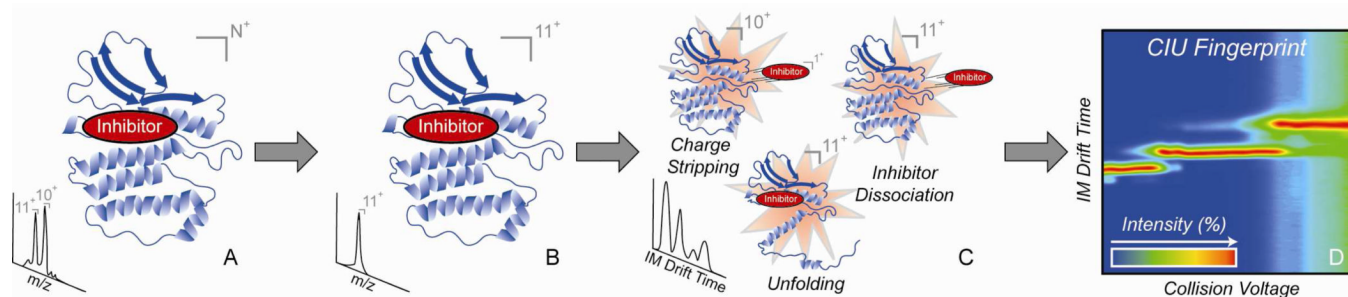 N+
Inhibitor
11+
10+
m/z
A
11+
Inhibitor
m/z
B
10+
Inhibitor
1+
Charge
Stripping
11+
Inhibitor
Inhibitor
Dissociation
11+
Inhibitor
Unfolding
IM Drift Time
C
CIU Fingerprint
IM Drift Time
Intensity (%)
D
Collision Voltage